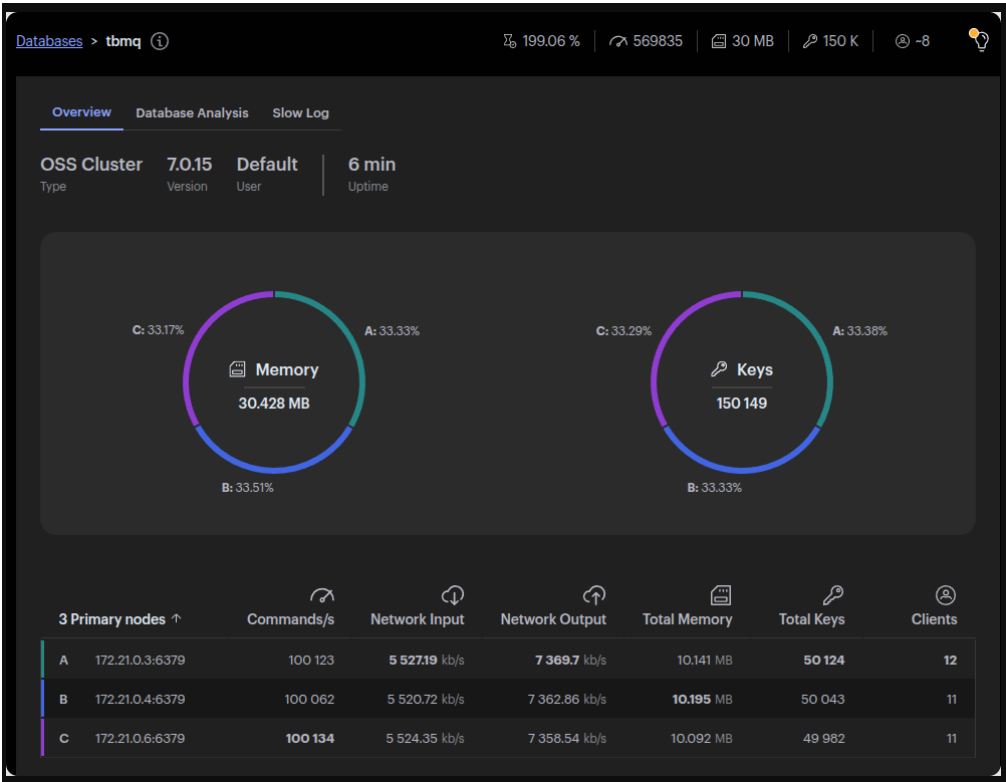 Databases > tbmq 199.06 % 569835 30 MB 150 K ~8
Overview Database Analysis Slow Log
OSS Cluster 7.0.15 Default 6 min
Type Version User Uptime
C: 33.17% A: 33.33%
Memory
30.428 MB
B: 33.51%
C: 33.29% A: 33.38%
Keys
150 149
B: 33.33%
3 Primary nodes ↑ Commands/s Network Input Network Output Total Memory Total Keys Clients
A 172.21.0.3:6379 100 123 5 527.19 kb/s 7 369.7 kb/s 10.141 MB 50 124 12
B 172.21.0.4:6379 100 062 5 520.72 kb/s 7 362.86 kb/s 10.195 MB 50 043 11
C 172.21.0.6:6379 100 134 5 524.35 kb/s 7 358.54 kb/s 10.092 MB 49 982 11